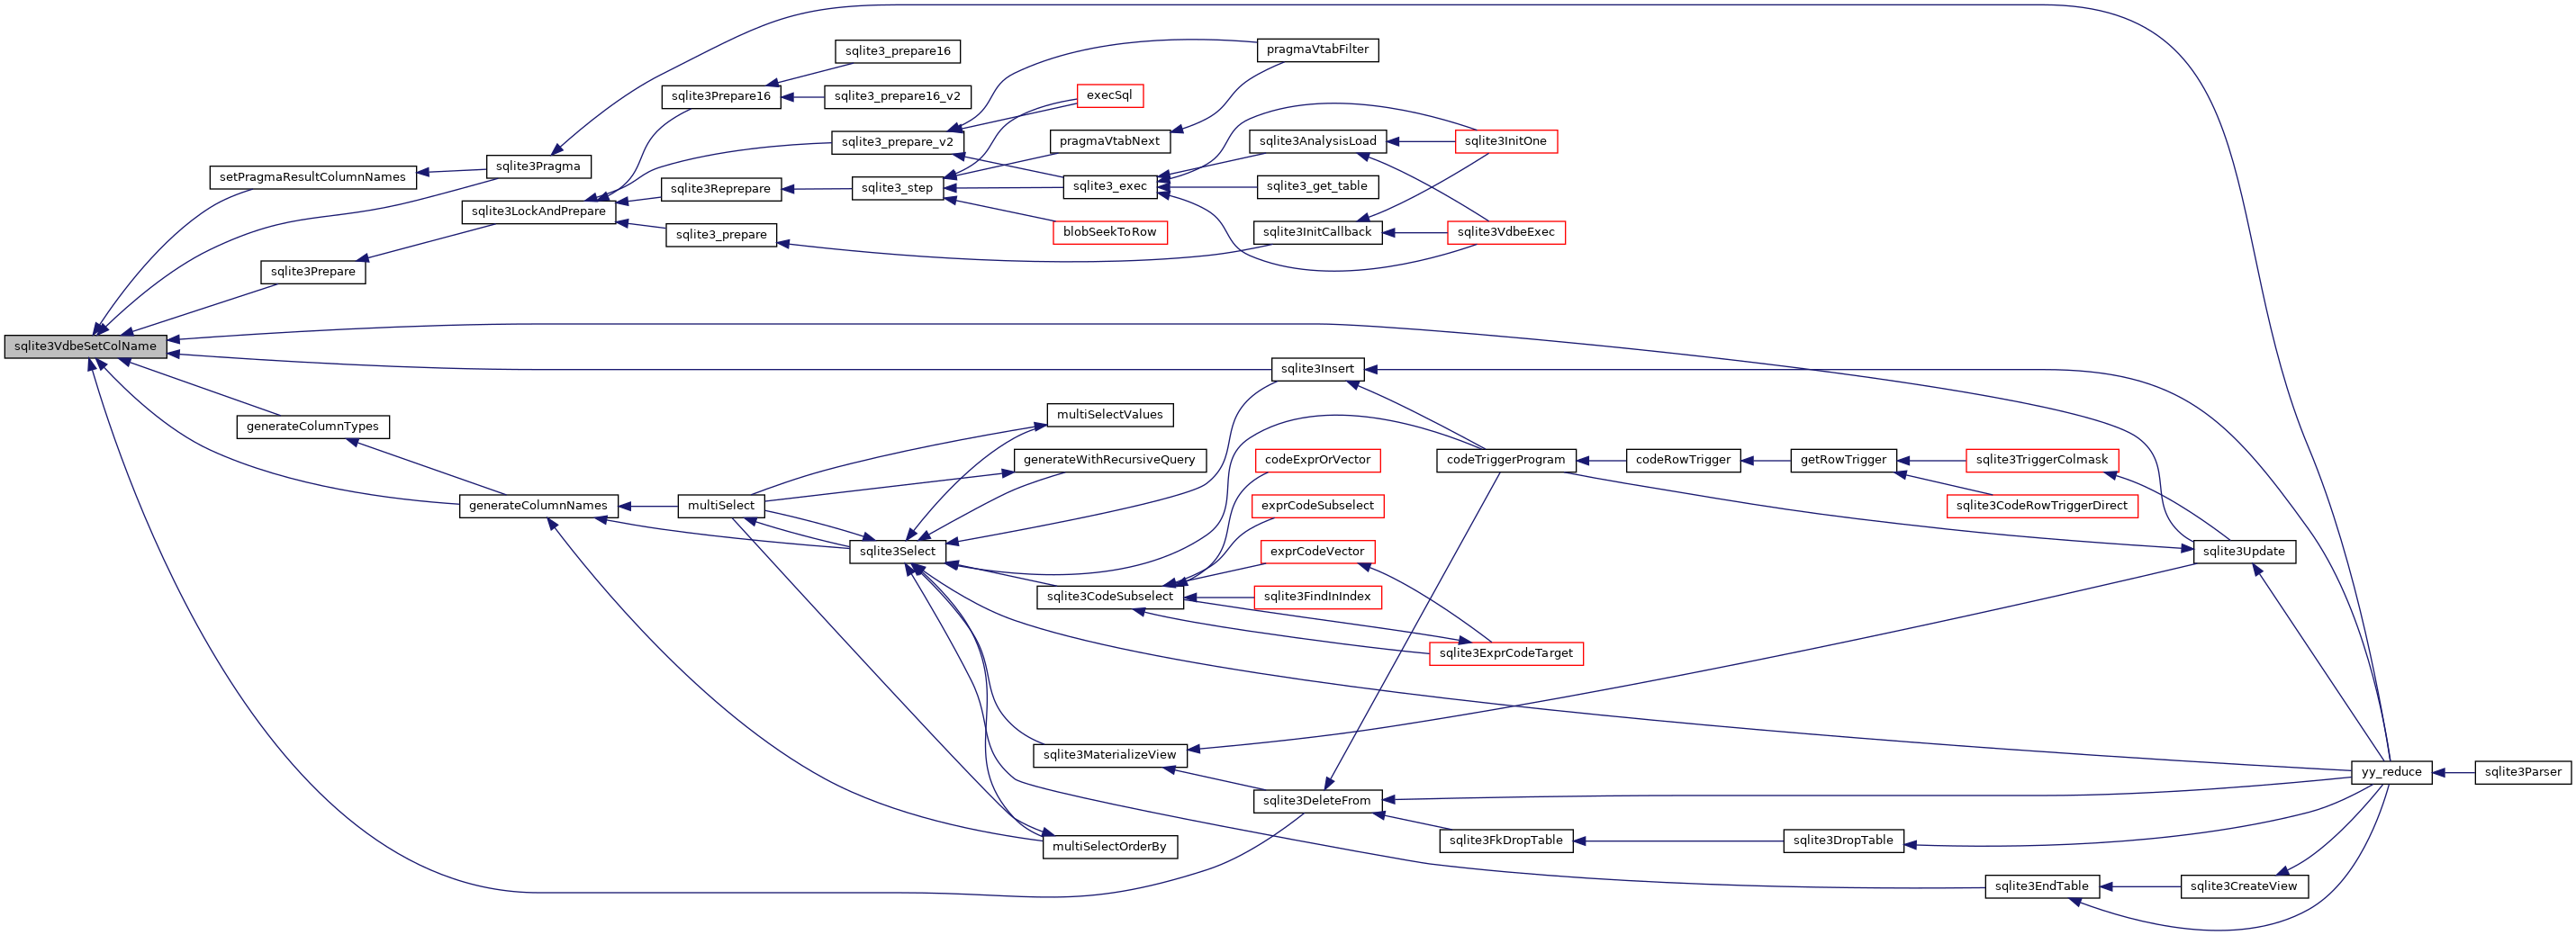 sqlite3VdbeSetColName
setPragmaResultColumnNames
sqlite3Pragma
sqlite3Prepare
sqlite3LockAndPrepare
sqlite3Prepare16
sqlite3_prepare16
sqlite3_prepare16_v2
sqlite3_prepare_v2
sqlite3Reprepare
sqlite3_prepare
sqlite3_step
execSql
pragmaVtabNext
sqlite3_exec
blobSeekToRow
pragmaVtabFilter
sqlite3AnalysisLoad
sqlite3_get_table
sqlite3InitCallback
sqlite3InitOne
sqlite3VdbeExec
generateColumnTypes
generateColumnNames
multiSelect
sqlite3Select
multiSelectValues
generateWithRecursiveQuery
sqlite3CodeSubselect
sqlite3MaterializeView
multiSelectOrderBy
sqlite3Insert
codeExprOrVector
exprCodeSubselect
exprCodeVector
sqlite3FindInIndex
sqlite3ExprCodeTarget
sqlite3DeleteFrom
codeTriggerProgram
codeRowTrigger
getRowTrigger
sqlite3TriggerColmask
sqlite3CodeRowTriggerDirect
sqlite3Update
sqlite3FkDropTable
sqlite3DropTable
sqlite3EndTable
sqlite3CreateView
yy_reduce
sqlite3Parser